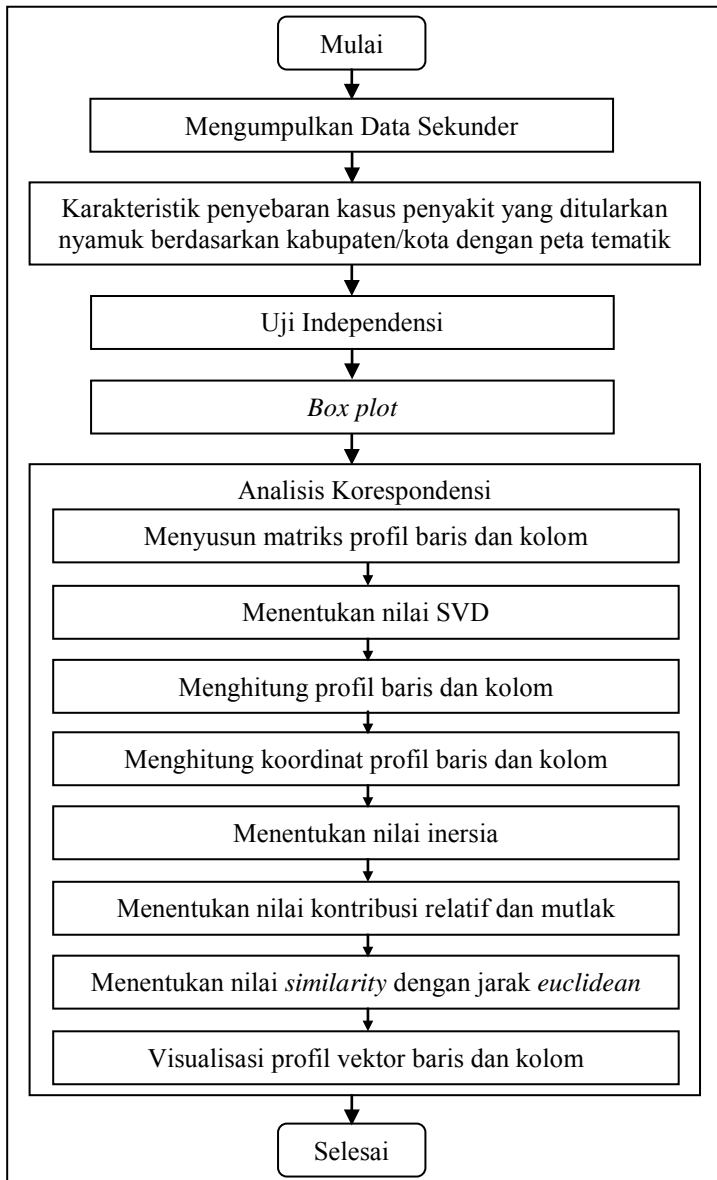 Mulai
Mengumpulkan Data Sekunder
Karakteristik penyebaran kasus penyakit yang ditularkan
nyamuk berdasarkan kabupaten/kota dengan peta tematik
Uji Independensi
Box plot
Analisis Korespondensi
Menyusun matriks profil baris dan kolom
Menentukan nilai SVD
Menghitung profil baris dan kolom
Menghitung koordinat profil baris dan kolom
Menentukan nilai inersia
Menentukan nilai kontribusi relatif dan mutlak
Menentukan nilai similarity dengan jarak euclidean
Visualisasi profil vektor baris dan kolom
Selesai